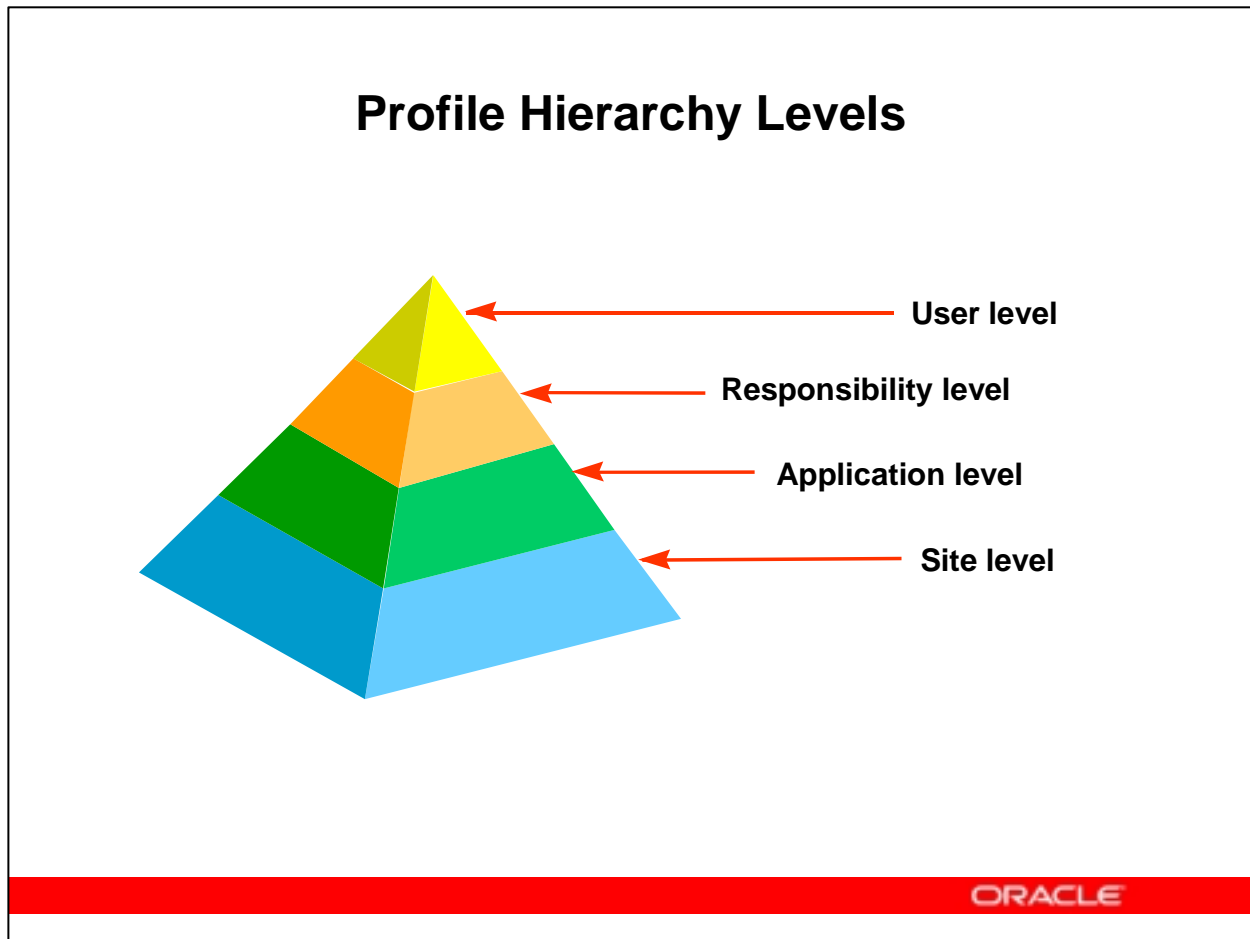 Profile Hierarchy Levels
User level
Responsibility level
Application level
Site level
ORACLE